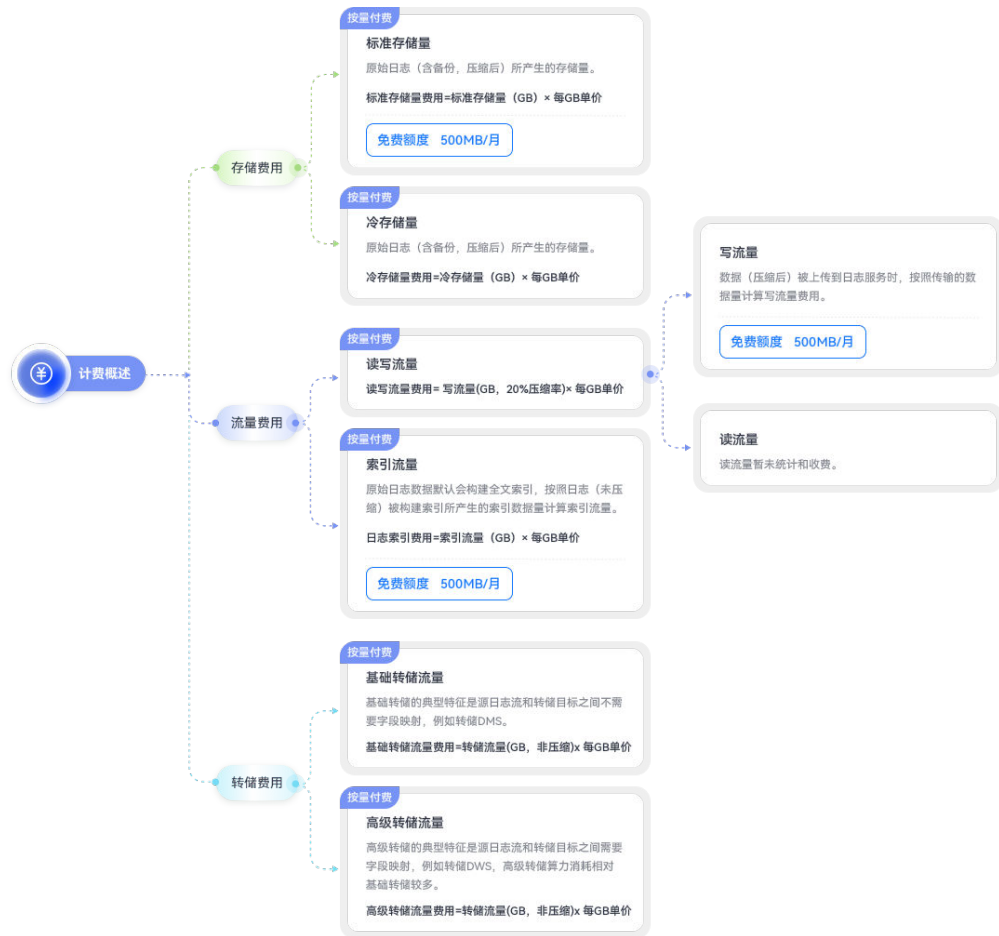 计费概述
存储费用
按量付费
标准存储量
原始日志（含备份，压缩后）所产生的存储量。
标准存储量费用=标准存储量（GB）× 每GB单价
免费额度 500MB/月
按量付费
冷存储量
原始日志（含备份，压缩后）所产生的存储量。
冷存储量费用=冷存储量（GB）× 每GB单价
流量费用
按量付费
读写流量
读写流量费用= 写流量(GB，20%压缩率)× 每GB单价
写流量
数据（压缩后）被上传到日志服务时，按照传输的数
据量计算写流量费用。
免费额度 500MB/月
读流量
读流量暂未统计和收费。
按量付费
索引流量
原始日志数据默认会构建全文索引，按照日志（未压
缩）被构建索引所产生的索引数据量计算索引流量。
日志索引费用=索引流量（GB）× 每GB单价
免费额度 500MB/月
转储费用
按量付费
基础转储流量
基础转储的典型特征是源日志流和转储目标之间不需
要字段映射，例如转储DMS。
基础转储流量费用=转储流量(GB，非压缩)x 每GB单价
按量付费
高级转储流量
高级转储的典型特征是源日志流和转储目标之间需要
字段映射，例如转储DWS，高级转储算力消耗相对
基础转储较多。
高级转储流量费用=转储流量(GB，非压缩)x 每GB单价